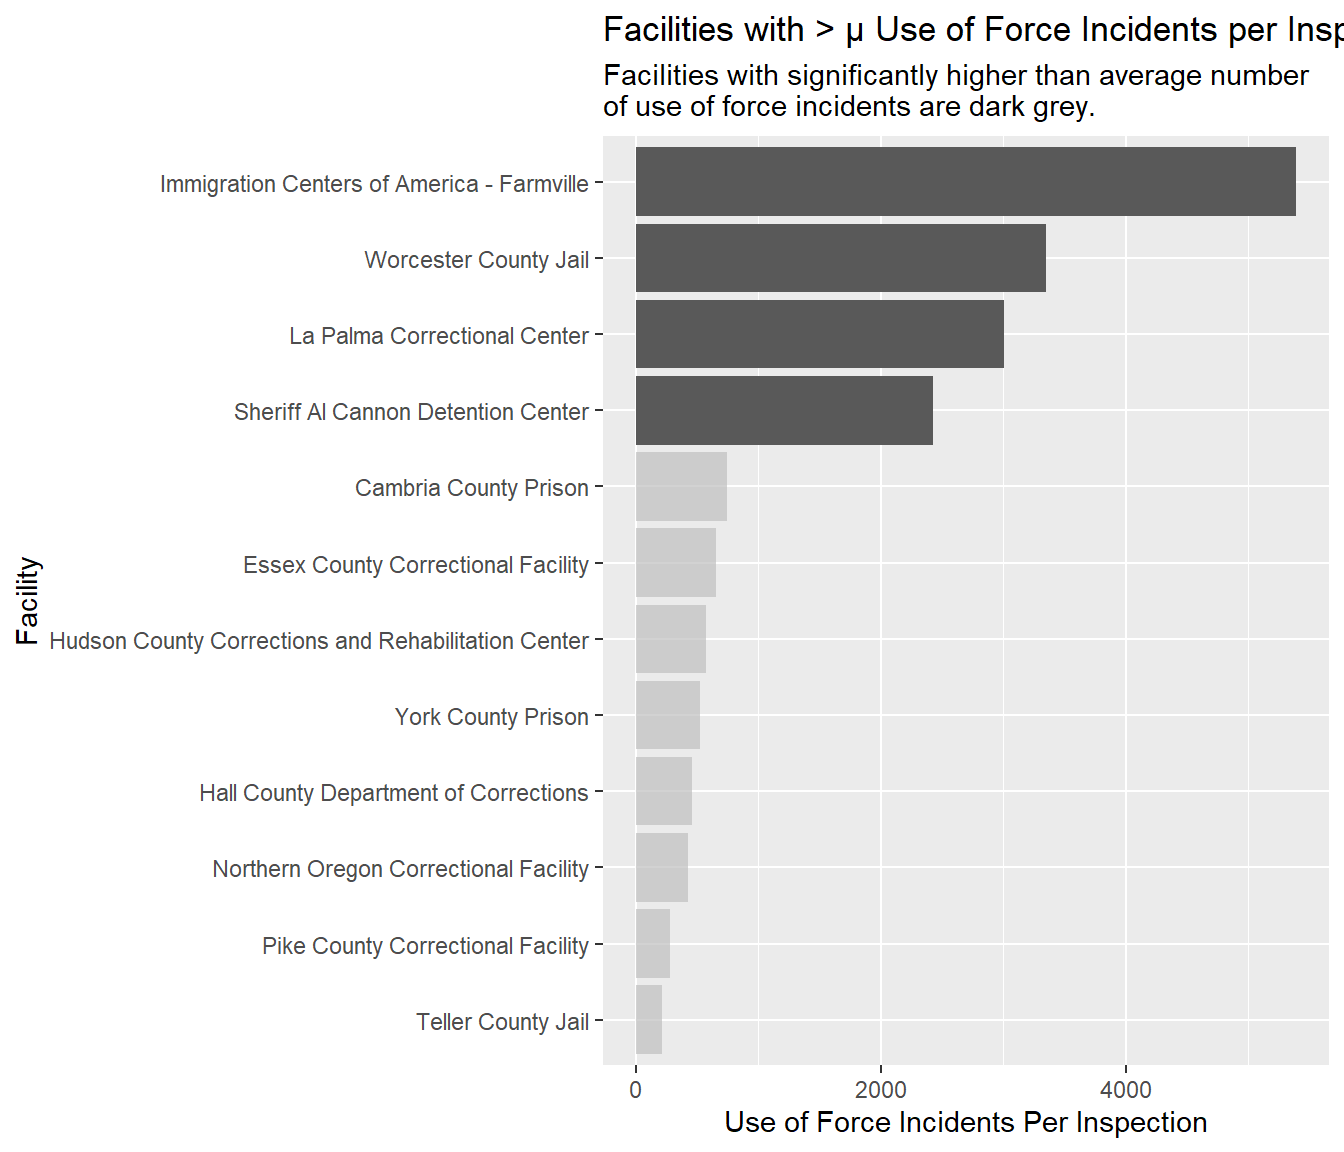 Facilities with > μ Use of Force Incidents per Insp
Facilities with significantly higher than average number
of use of force incidents are dark grey.
Immigration Centers of America - Farmville
Worcester County Jail
La Palma Correctional Center
Sheriff Al Cannon Detention Center
Cambria County Prison
Essex County Correctional Facility
Hudson County Corrections and Rehabilitation Center
York County Prison
Hall County Department of Corrections
Northern Oregon Correctional Facility
Pike County Correctional Facility
Teller County Jail
Facility
0 2000 4000
Use of Force Incidents Per Inspection